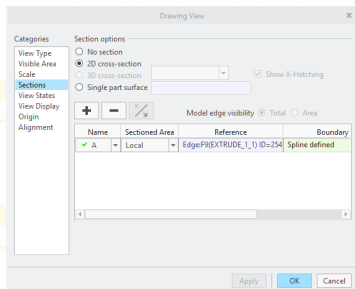 Drawing View
Categories
View Type
Visible Area
Scale
Sections
View States
View Display
Origin
Alignment
Section options
No section
2D cross-section
3D cross-section
Show X-Hatching
Single part surface
Model edge visibility Total Area
Name Sectioned Area Reference Boundary
A Local Edge:F9(EXTRUDE_1_1) ID=254 Spline defined
Apply OK Cancel